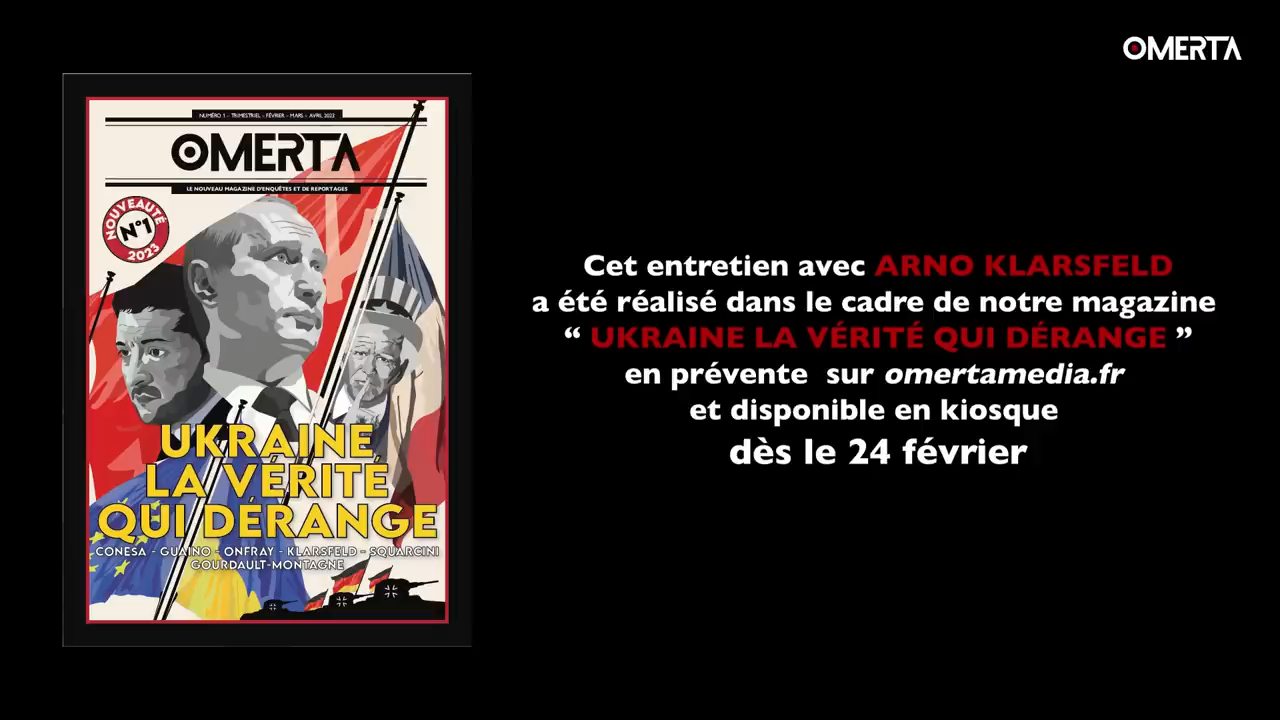 OMERTA
NUMÉRO 1 - TRIMESTRIEL - FÉVRIER - MARS - AVRIL 2023
OMERTA
LE NOUVEAU MAGAZINE D'ENQUÊTES ET DE REPORTAGES
NOUVEAUTÉ
N°1
2023
UKRAINE
LA VÉRITÉ
QUI DÉRANGE
CONESA - GUAINO - ONFRAY - KLARSFELD - SQUARCINI
GOURDAULT-MONTAGNE
Cet entretien avec ARNO KLARSFELD
a été réalisé dans le cadre de notre magazine
“ UKRAINE LA VÉRITÉ QUI DÉRANGE ”
en prévente sur omertamedia.fr
et disponible en kiosque
dès le 24 février